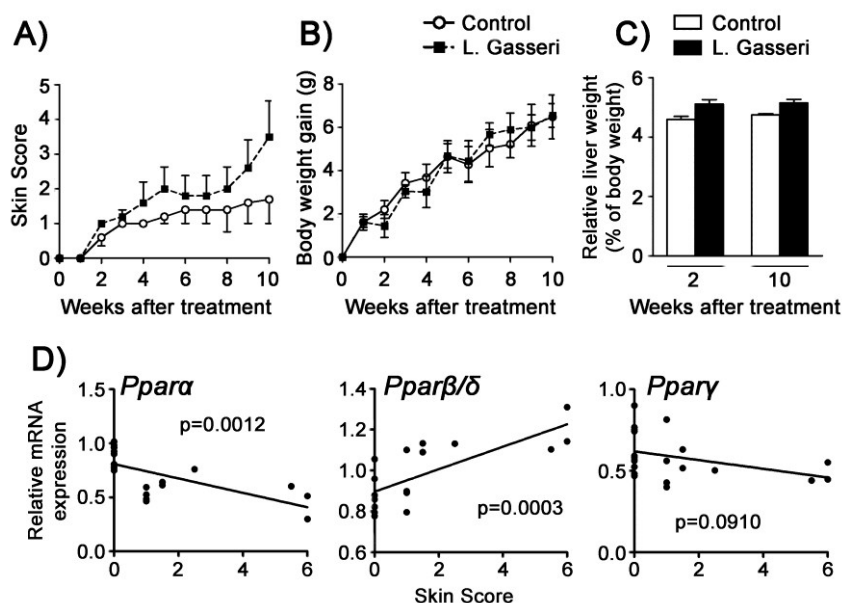 A)
Skin Score
5
4
3
2
1
0
0 2 4 6 8 10
Weeks after treatment
B)
Control
L. Gasseri
Body weight gain (g)
8
6
4
2
0
0 2 4 6 8 10
Weeks after treatment
C)
Control
L. Gasseri
Relative liver weight
(% of body weight)
6
4
2
0
2 10
Weeks after treatment
D)
Relative mRNA
expression
Pparα
1.5
1.0
0.5
0.0
p=0.0012
0 2 4 6
Pparβ/δ
1.4
1.2
1.0
0.8
0.6
p=0.0003
0 2 4 6
Pparγ
1.0
0.5
0.0
p=0.0910
0 2 4 6
Skin Score